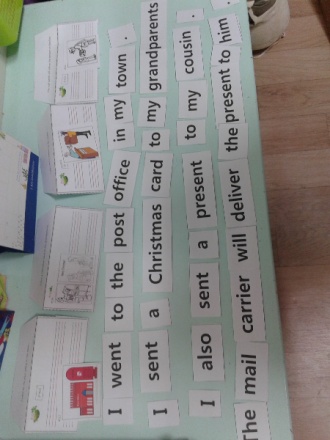 I went to the post office in my town .
I sent a Christmas card to my grandparents
I also sent a present to my cousin .
The mail carrier will deliver the present to him .